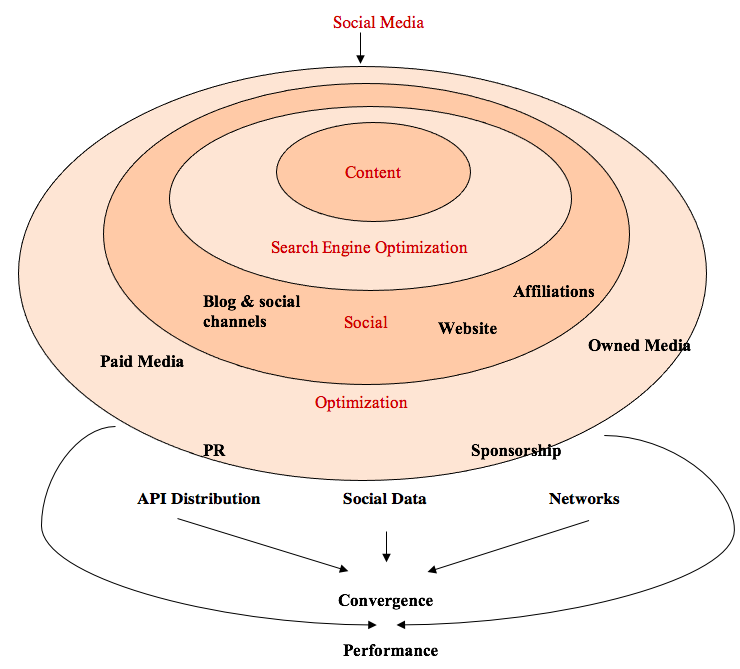 Social Media
Content
Search Engine Optimization
Affiliations
Blog & social
channels
Social
Website
Owned Media
Paid Media
Optimization
PR
Sponsorship
API Distribution
Social Data
Networks
Convergence
Performance